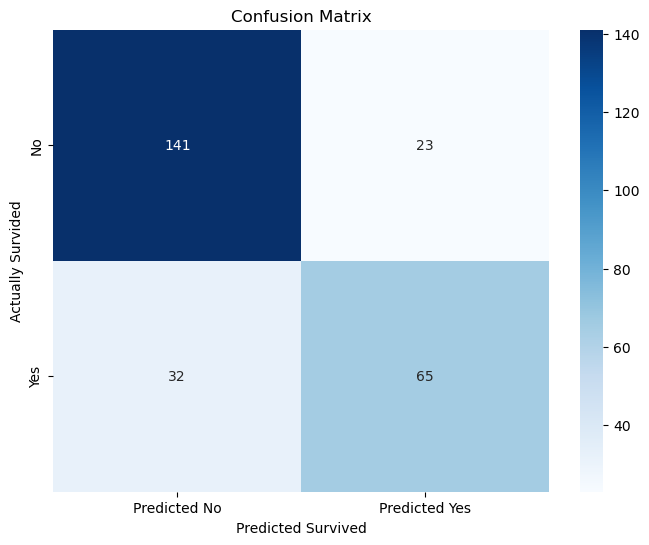 Confusion Matrix
Actually Survided
No
141
23
Yes
32
65
Predicted No
Predicted Yes
Predicted Survived
140
120
100
80
60
40